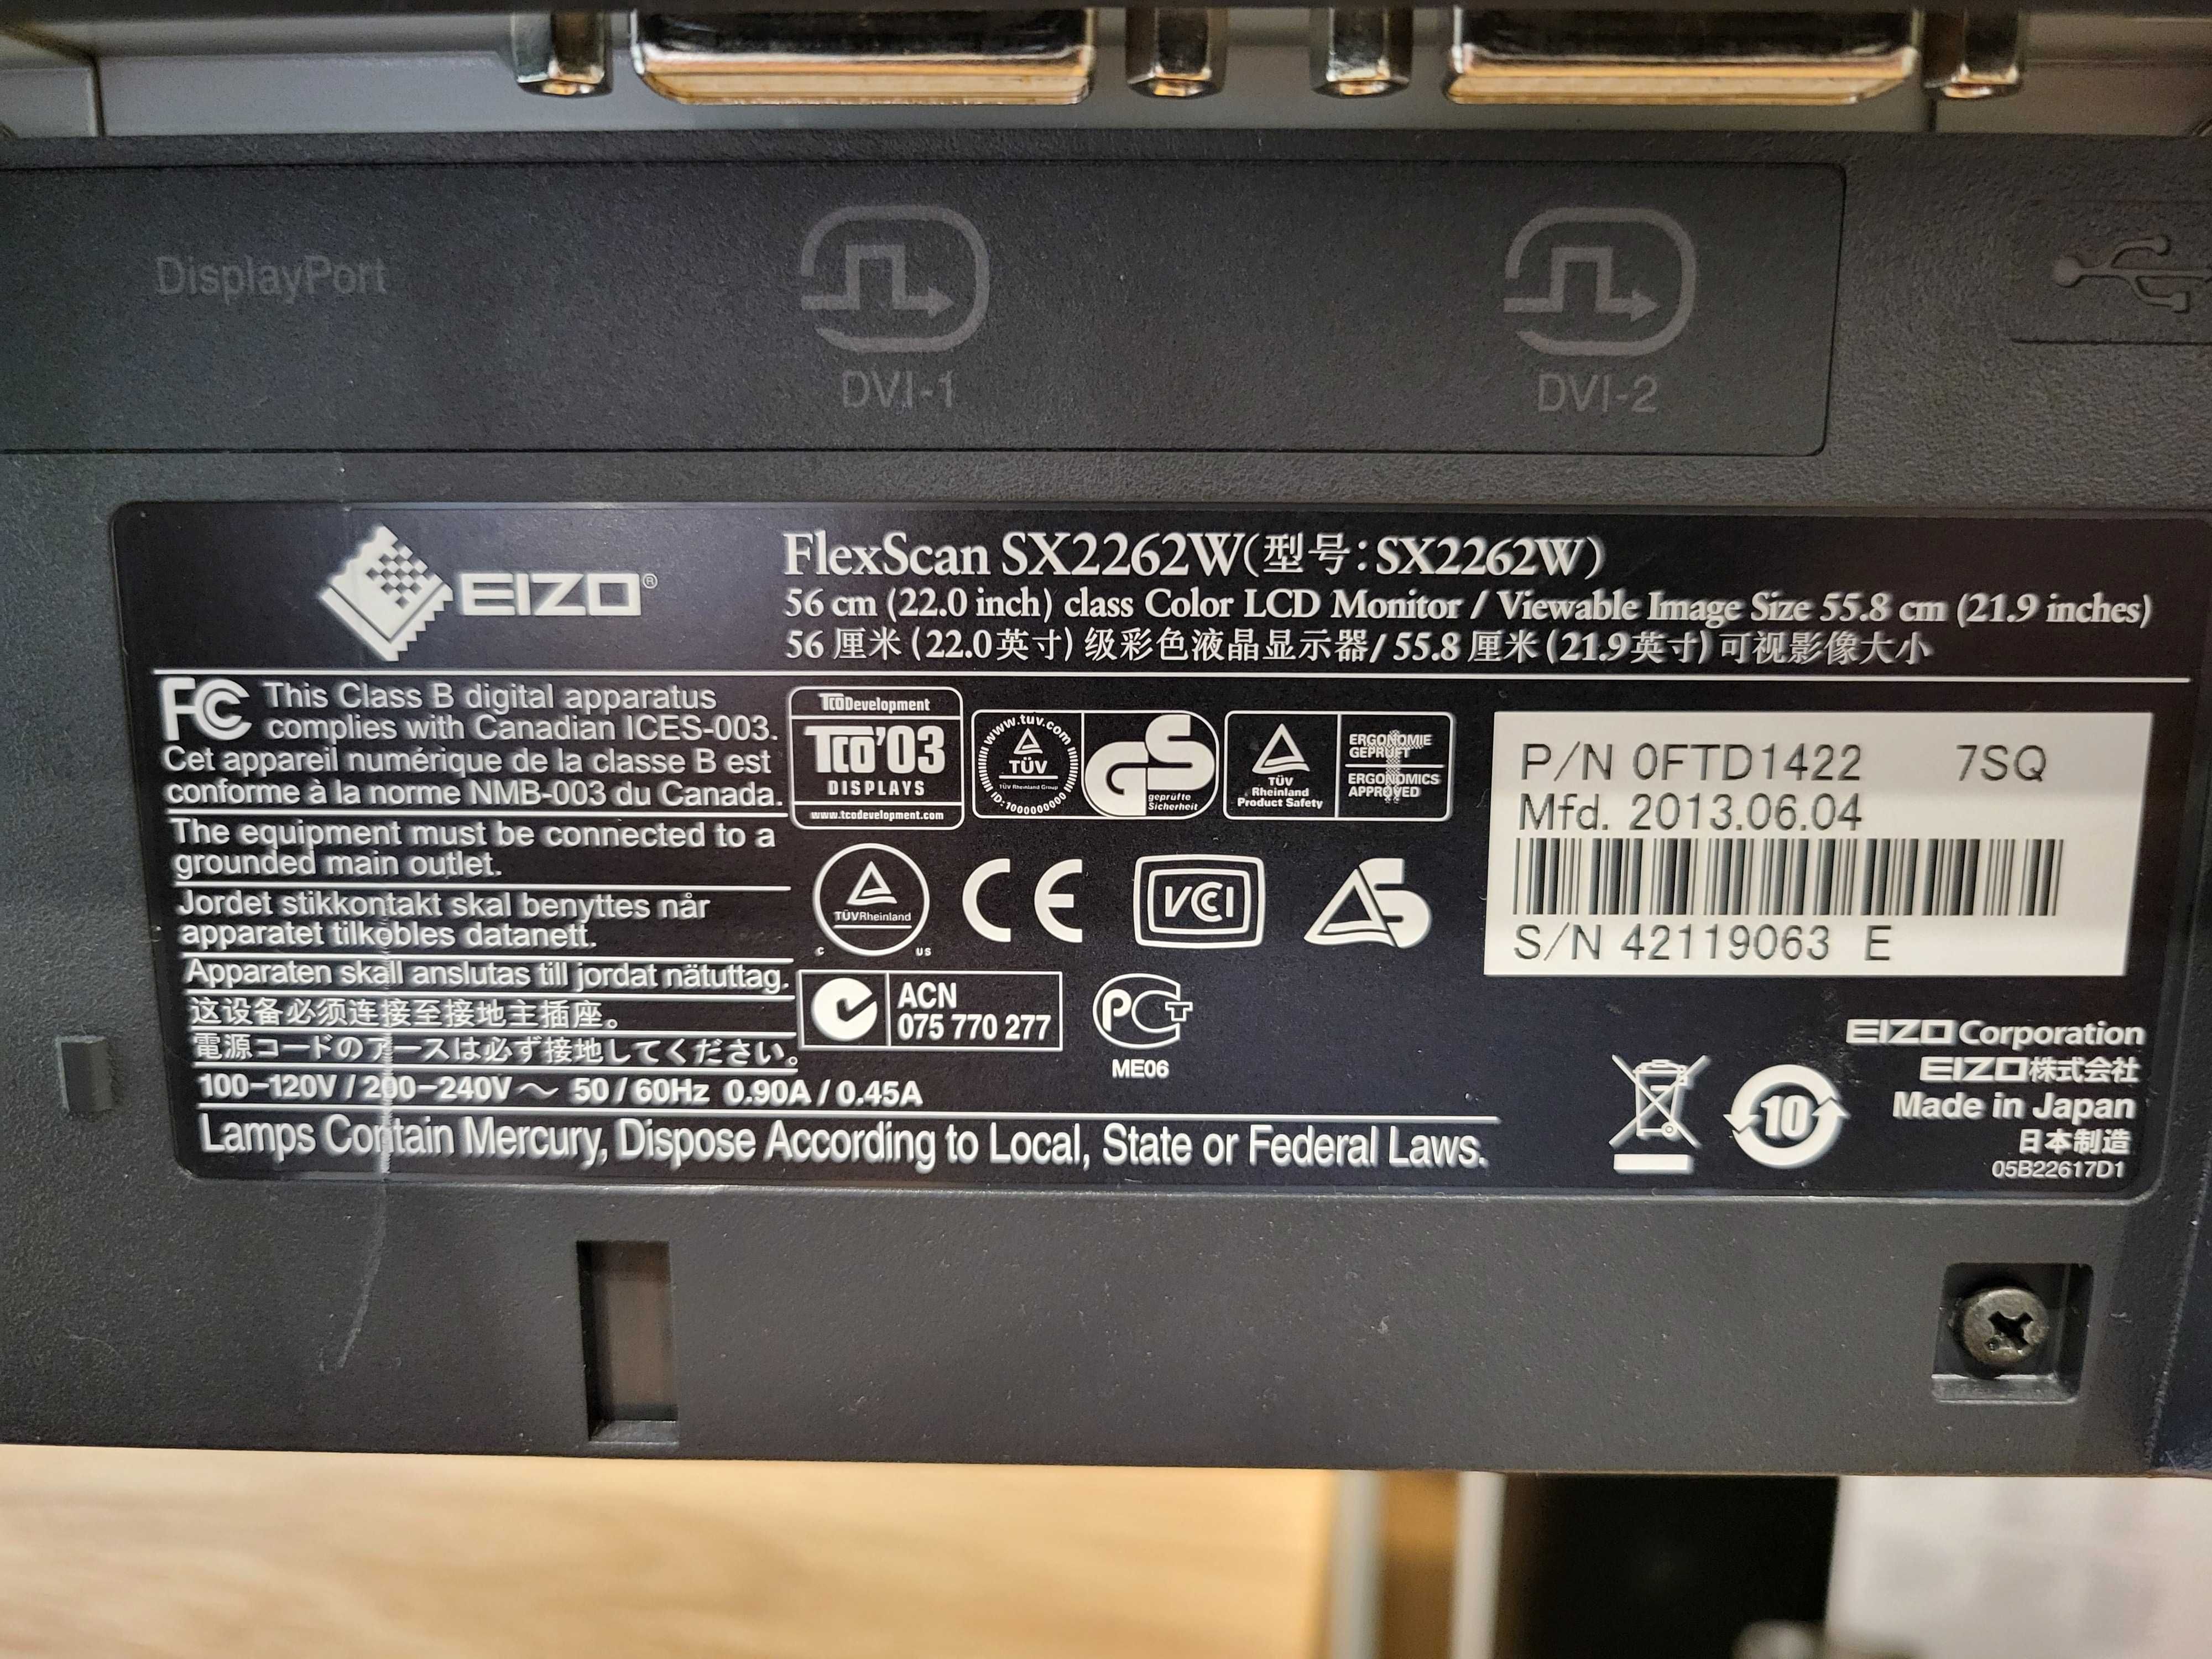 DisplayPort
DVI-1
DVI-2
EIZO®
FlexScan SX2262W(型号:SX2262W)
56 cm (22.0 inch) class Color LCD Monitor / Viewable Image Size 55.8 cm (21.9 inches)
56 厘米 (22.0英寸) 级彩色液晶显示器/ 55.8 厘米 (21.9英寸) 可视影像大小
FC This Class B digital apparatus
complies with Canadian ICES-003.
Cet appareil numérique de la classe B est
conforme à la norme NMB-003 du Canada.
The equipment must be connected to a
grounded main outlet.
Jordet stikkontakt skal benyttes når
apparatet tilkobles datanett.
Apparaten skall anslutas till jordat nätuttag.
这设备必须连接至接地主插座。
電源コードのアースは必ず接地してください。
100-120V / 200-240V ～ 50 / 60Hz 0.90A / 0.45A
Lamps Contain Mercury, Dispose According to Local, State or Federal Laws.
TCO Development
TCO'03
DISPLAYS
www.tcodevelopment.com
www.tuv.com
TÜV
TÜV Rheinland Group
ID:1000000000
GS
geprüfte
Sicherheit
TÜV
Rheinland
Product Safety
ERGONOMIE
GEPRÜFT
ERGONOMICS
APPROVED
TÜVRheinland
C US
CE
VCI
S
ACN
075 770 277
PCT
ME06
P/N 0FTD1422 7SQ
Mfd. 2013.06.04
S/N 42119063 E
10
EIZO Corporation
EIZO株式会社
Made in Japan
日本制造
05B22617D1